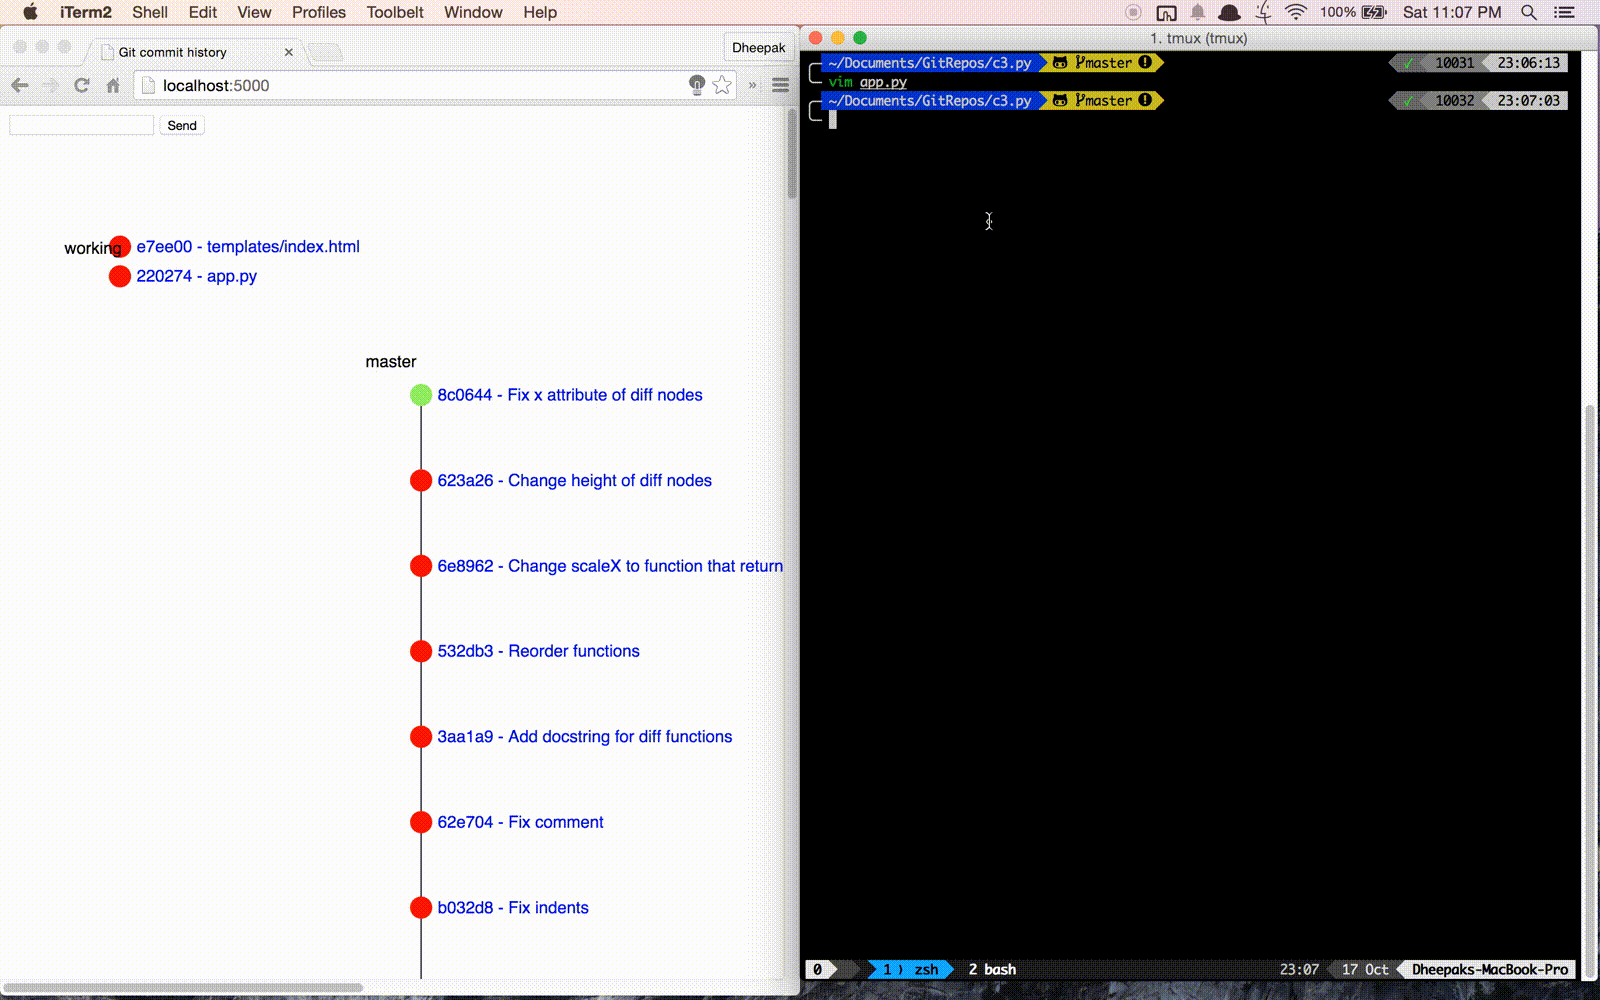 iTerm2 Shell Edit View Profiles Toolbelt Window Help 100% Sat 11:07 PM
Git commit history
Dheepak
localhost:5000
Send
working e7ee00 - templates/index.html
220274 - app.py
master
8c0644 - Fix x attribute of diff nodes
623a26 - Change height of diff nodes
6e8962 - Change scaleX to function that return
532db3 - Reorder functions
3aa1a9 - Add docstring for diff functions
62e704 - Fix comment
b032d8 - Fix indents
1. tmux (tmux)
~/Documents/GitRepos/c3.py master ✓ 10031 23:06:13
vim app.py
~/Documents/GitRepos/c3.py master ✓ 10032 23:07:03
0 1 zsh 2 bash 23:07 17 Oct Dheepaks-MacBook-Pro